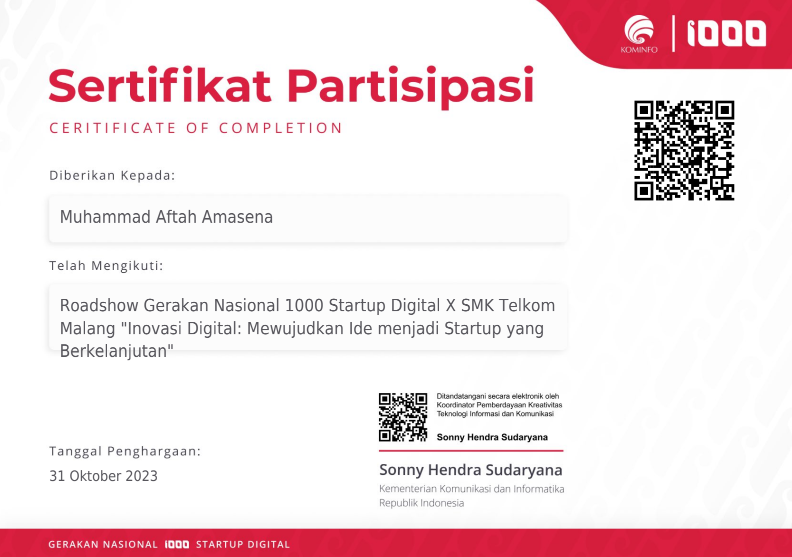 KOMINFO
1000
Sertifikat Partisipasi
CERITIFICATE OF COMPLETION
Diberikan Kepada:
Muhammad Aftah Amasena
Telah Mengikuti:
Roadshow Gerakan Nasional 1000 Startup Digital X SMK Telkom
Malang "Inovasi Digital: Mewujudkan Ide menjadi Startup yang
Berkelanjutan"
Ditandatangani secara elektronik oleh
Koordinator Pemberdayaan Kreativitas
Teknologi Informasi dan Komunikasi
Sonny Hendra Sudaryana
Tanggal Penghargaan:
31 Oktober 2023
Sonny Hendra Sudaryana
Kementerian Komunikasi dan Informatika
Republik Indonesia
GERAKAN NASIONAL 1000 STARTUP DIGITAL